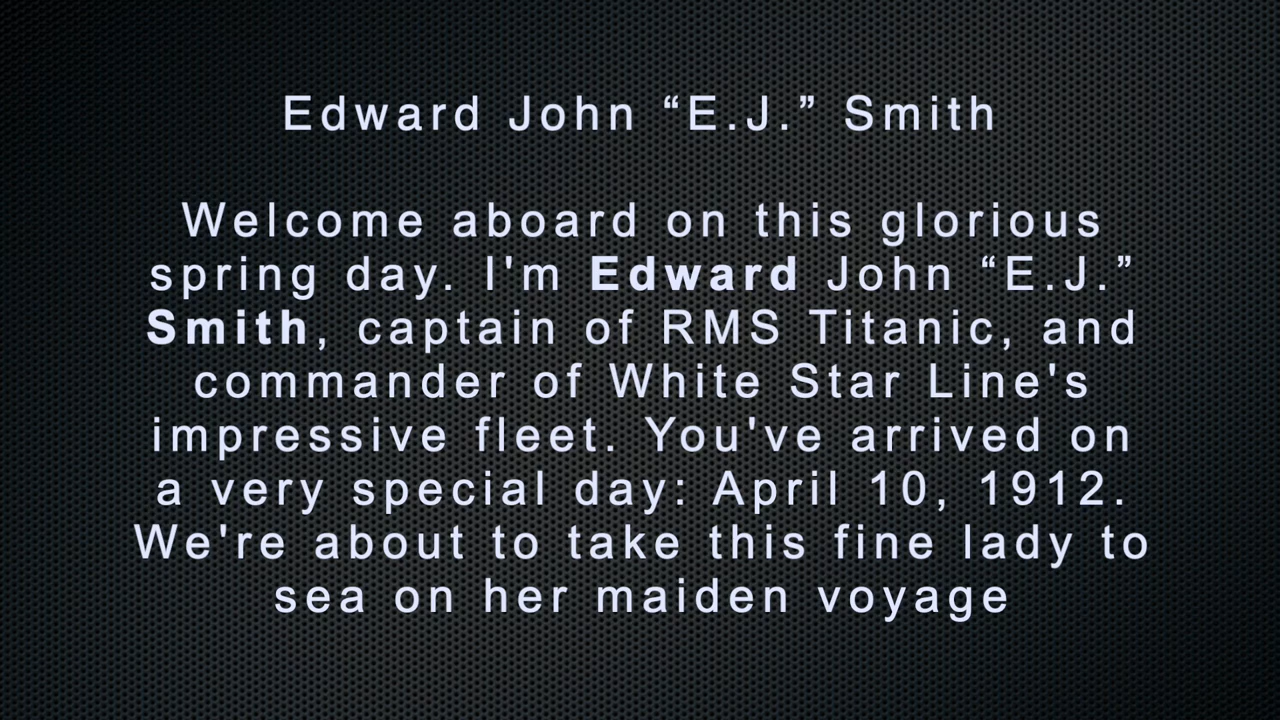 Edward John “E.J.” Smith
Welcome aboard on this glorious
spring day. I'm Edward John “E.J.”
Smith, captain of RMS Titanic, and
commander of White Star Line's
impressive fleet. You've arrived on
a very special day: April 10, 1912.
We're about to take this fine lady to
sea on her maiden voyage